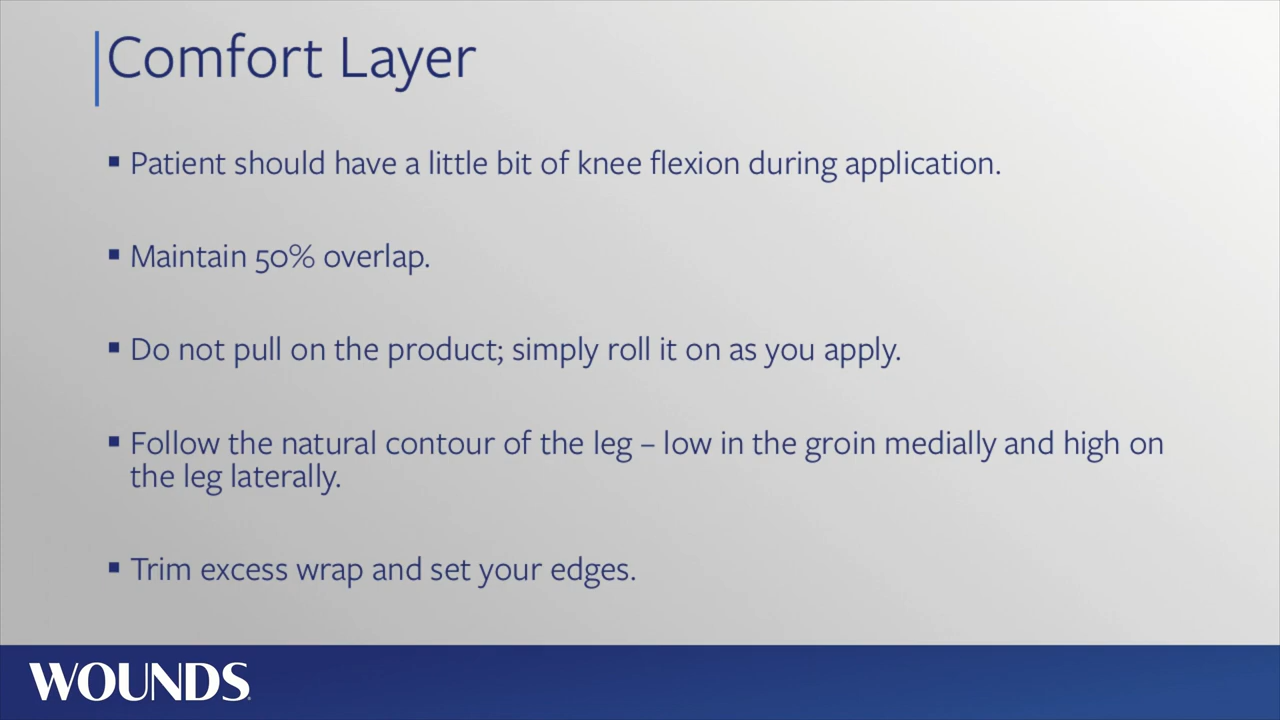 Comfort Layer
▪ Patient should have a little bit of knee flexion during application.
▪ Maintain 50% overlap.
▪ Do not pull on the product; simply roll it on as you apply.
▪ Follow the natural contour of the leg – low in the groin medially and high on
the leg laterally.
▪ Trim excess wrap and set your edges.
WOUNDS®